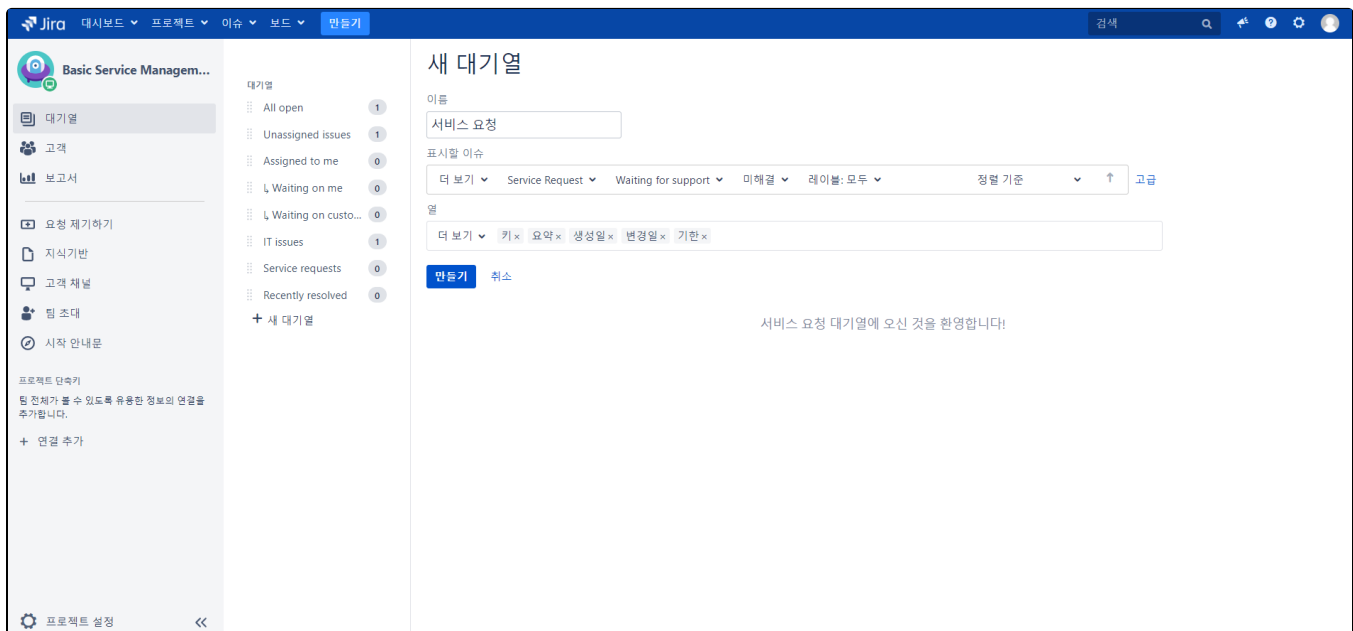 Jira 대시보드 프로젝트 이슈 보드 만들기 검색
Basic Service Managem...
대기열
고객
보고서
요청 제기하기
지식기반
고객 채널
팀 초대
시작 안내문
프로젝트 단축키
팀 전체가 볼 수 있도록 유용한 정보의 연결을
추가합니다.
+ 연결 추가
프로젝트 설정
대기열
All open 1
Unassigned issues 1
Assigned to me 0
↳ Waiting on me 0
↳ Waiting on custo... 0
IT issues 1
Service requests 0
Recently resolved 0
+ 새 대기열
새 대기열
이름
서비스 요청
표시할 이슈
더 보기 Service Request Waiting for support 미해결 레이블: 모두 정렬 기준 ↑ 고급
열
더 보기 키× 요약× 생성일× 변경일× 기한×
만들기 취소
서비스 요청 대기열에 오신 것을 환영합니다!